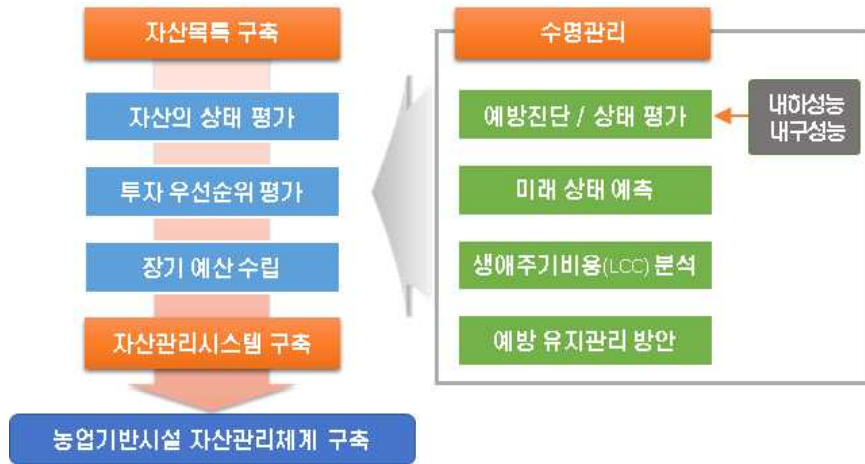 자산목록 구축
자산의 상태 평가
투자 우선순위 평가
장기 예산 수립
자산관리시스템 구축
농업기반시설 자산관리체계 구축
수명관리
예방진단 / 상태 평가
미래 상태 예측
생애주기비용(LCC) 분석
예방 유지관리 방안
내하성능
내구성능